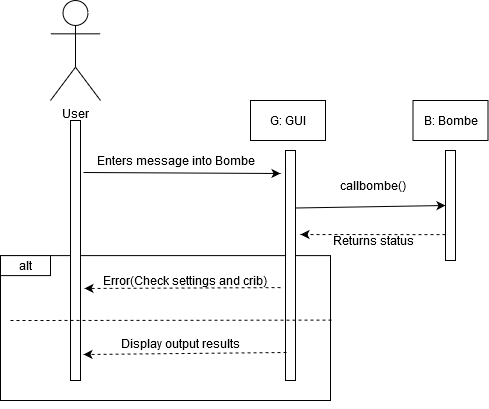 User
G: GUI
B: Bombe
Enters message into Bombe
callbombe()
Returns status
alt
Error(Check settings and crib)
Display output results